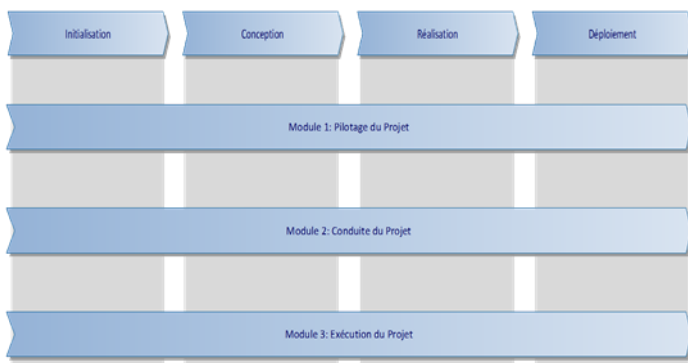 Initialisation
Conception
Réalisation
Déploiement
Module 1: Pilotage du Projet
Module 2: Conduite du Projet
Module 3: Exécution du Projet